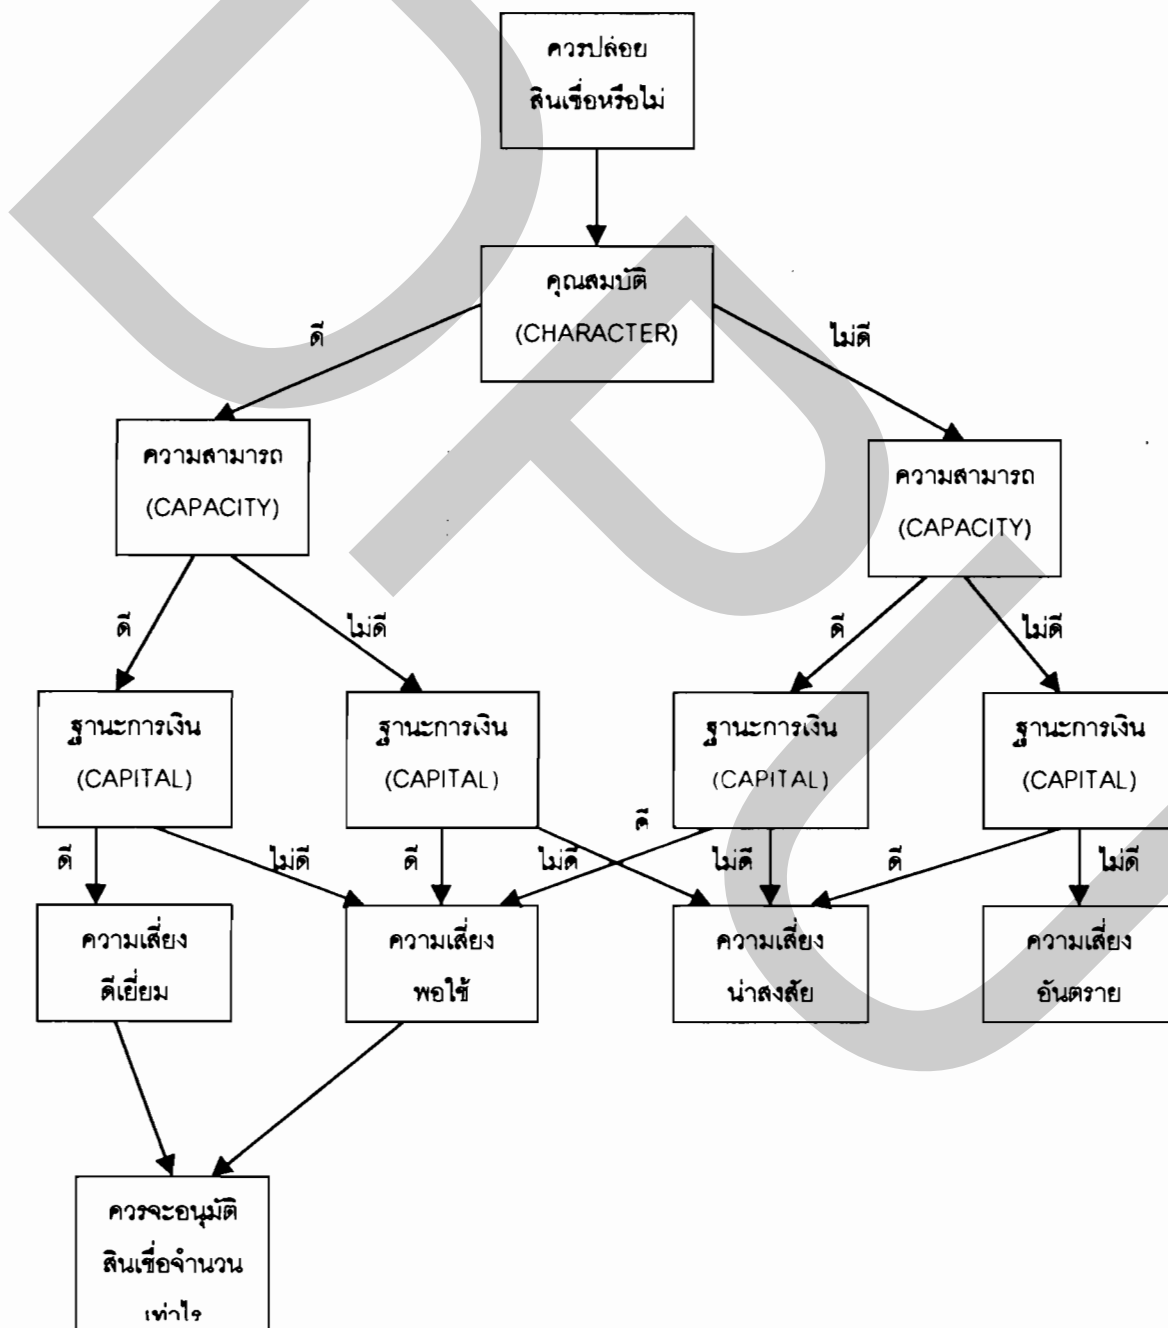 ควรปล่อย
สินเชื่อหรือไม่
คุณสมบัติ
(CHARACTER)
ดี
ไม่ดี
ความสามารถ
(CAPACITY)
ความสามารถ
(CAPACITY)
ดี
ไม่ดี
ดี
ไม่ดี
ฐานะการเงิน
(CAPITAL)
ฐานะการเงิน
(CAPITAL)
ฐานะการเงิน
(CAPITAL)
ฐานะการเงิน
(CAPITAL)
ดี
ไม่ดี
ดี
ไม่ดี
ดี
ไม่ดี
ดี
ไม่ดี
ความเสี่ยง
ดีเยี่ยม
ความเสี่ยง
พอใช้
ความเสี่ยง
น่าสงสัย
ความเสี่ยง
อันตราย
ควรจะอนุมัติ
สินเชื่อจำนวน
เท่าไร
DPU